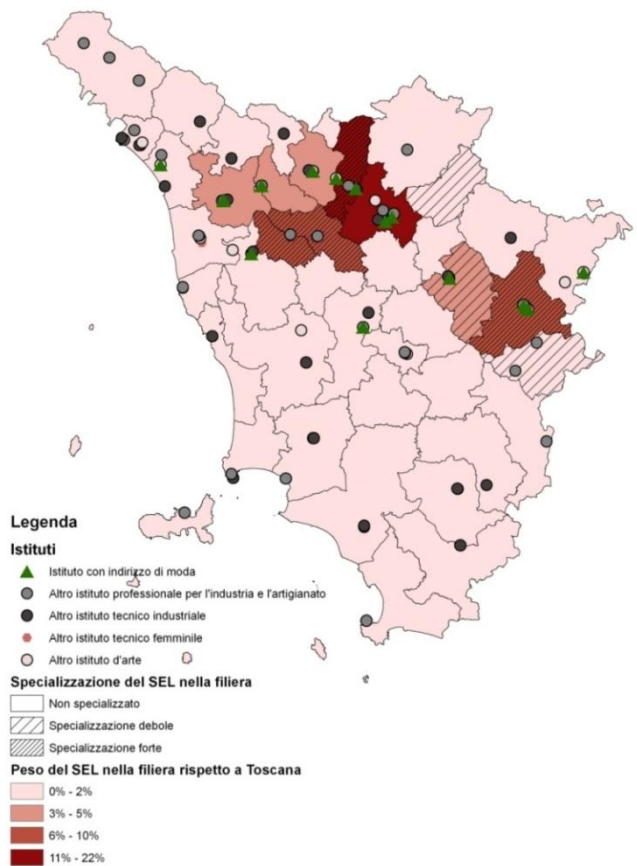 Legenda
Istituti
Istituto con indirizzo di moda
Altro istituto professionale per l'industria e l'artigianato
Altro istituto tecnico industriale
Altro istituto tecnico femminile
Altro istituto d'arte
Specializzazione del SEL nella filiera
Non specializzato
Specializzazione debole
Specializzazione forte
Peso del SEL nella filiera rispetto a Toscana
0% - 2%
3% - 5%
6% - 10%
11% - 22%